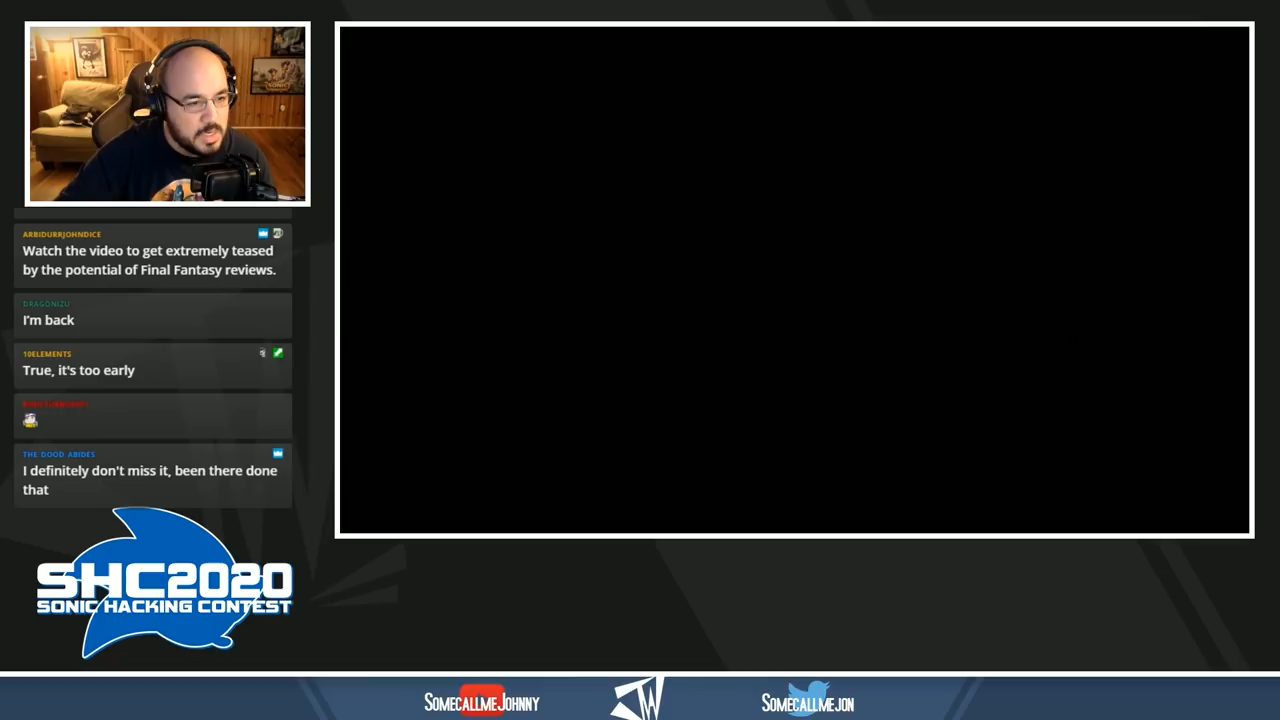 ARBIDURRJOHNDICE
Watch the video to get extremely teased
by the potential of Final Fantasy reviews.
DRAGONIZU
I'm back
10ELEMENTS
True, it's too early
THE DOOD ABIDES
I definitely don't miss it, been there done
that
SHC2020
SONIC HACKING CONTEST
SOMECALLMEJOHNNY
SOMECALLMEJON